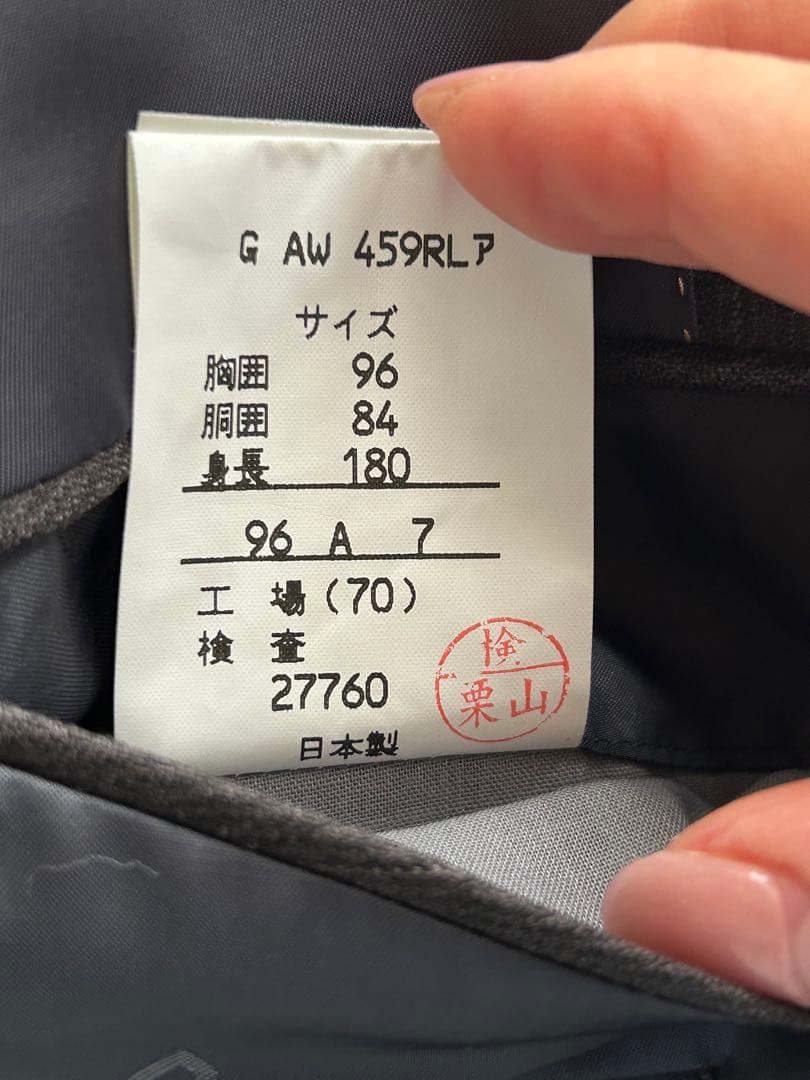 G AW 459RLア
サイズ
胸囲 96
胴囲 84
身長 180
96 A 7
工 場(70)
検 査
27760
日本製
検
栗山